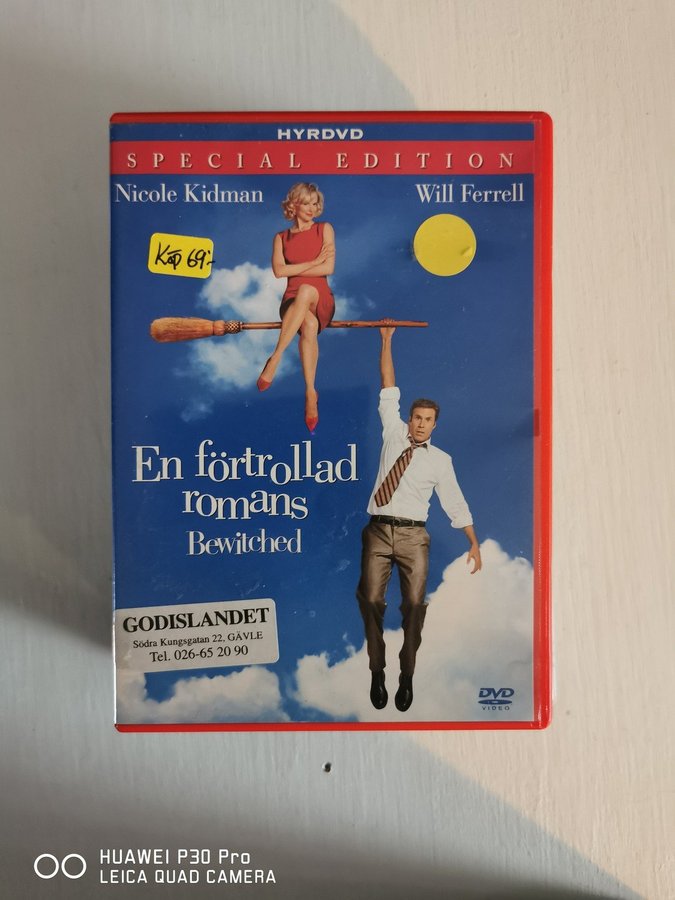 HYRDVD
SPECIAL EDITION
Nicole Kidman
Will Ferrell
Köp 69:-
En förtrollad
romans
Bewitched
GODISLANDET
Södra Kungsgatan 22, GÄVLE
Tel. 026-65 20 90
DVD
VIDEO
HUAWEI P30 Pro
LEICA QUAD CAMERA